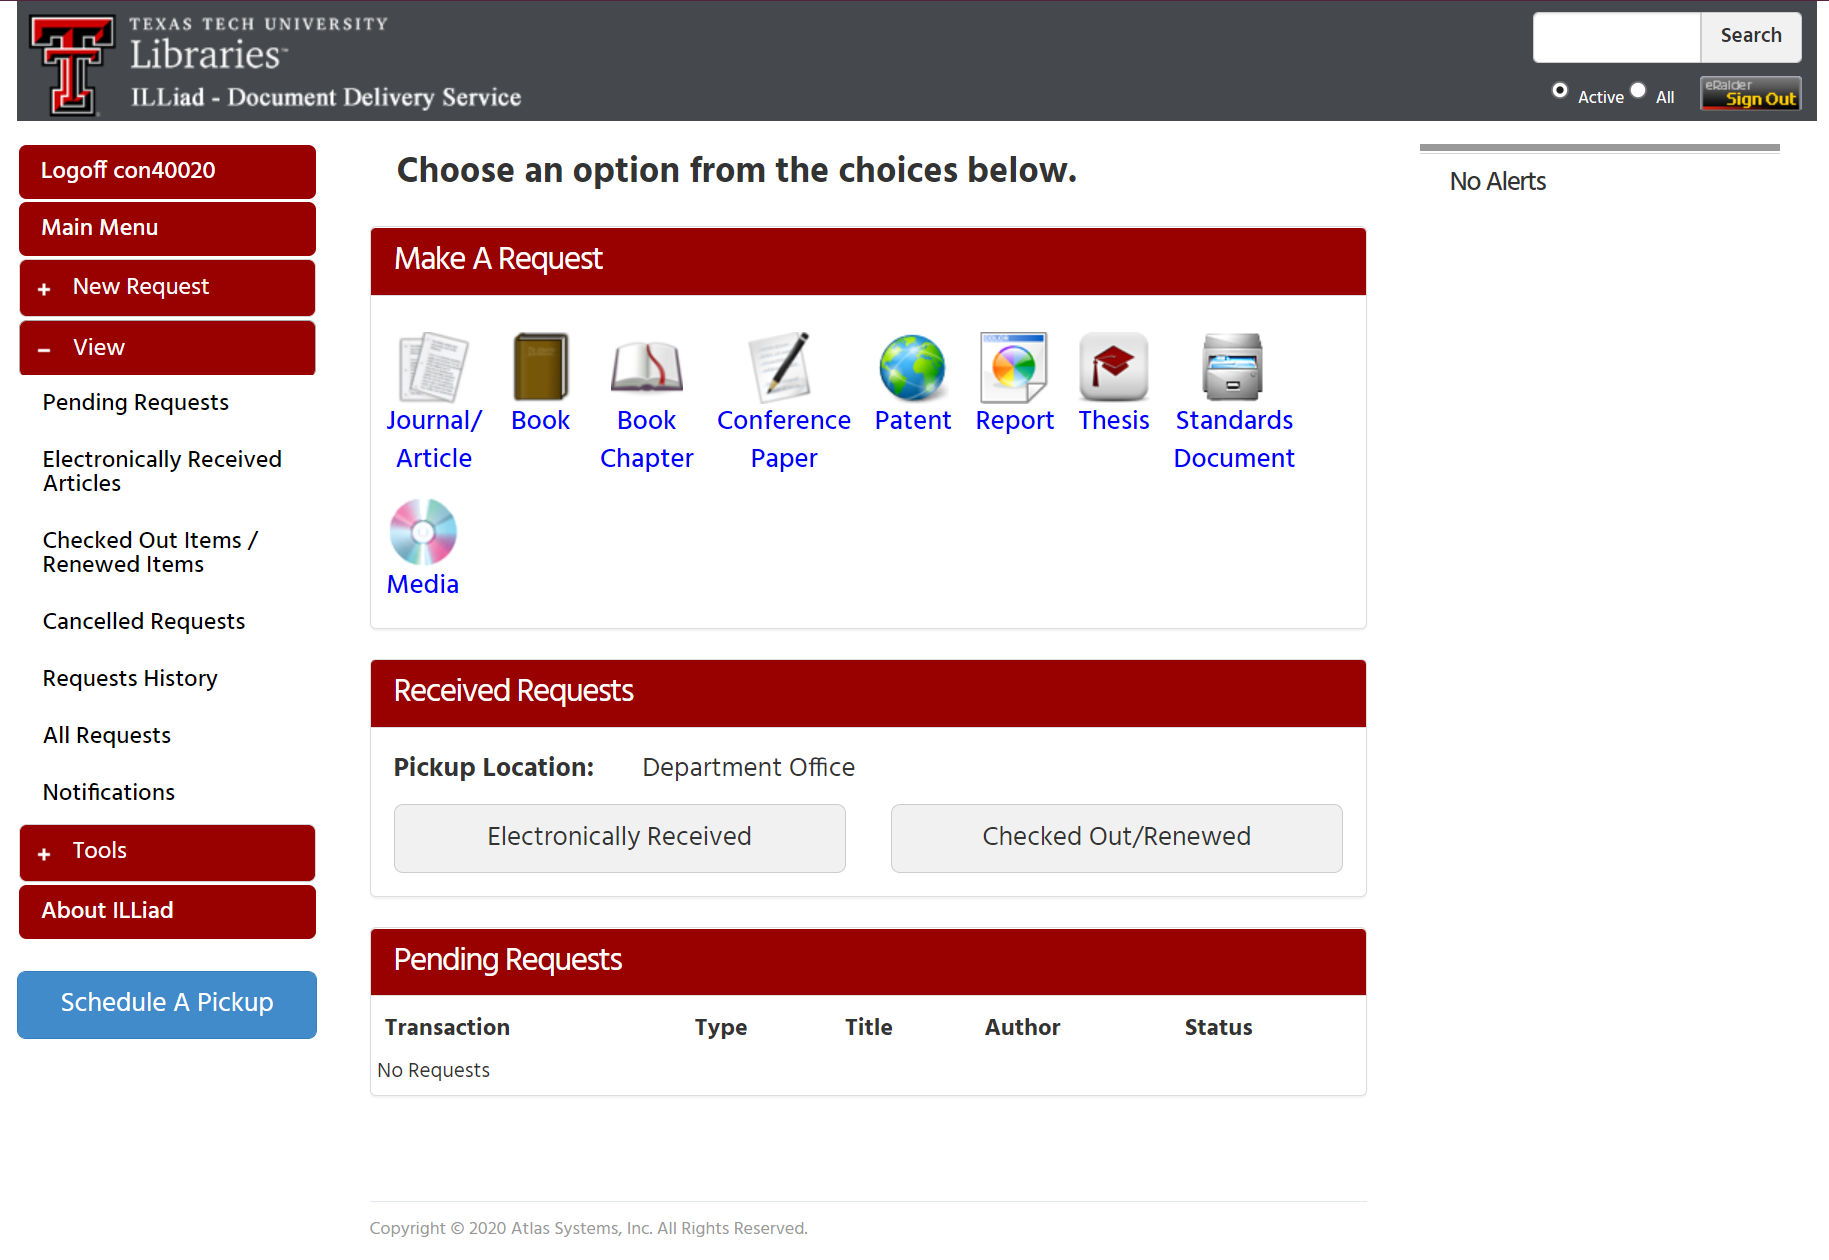 TEXAS TECH UNIVERSITY
Libraries™
ILLiad - Document Delivery Service
Search
Active
All
eRaider
Sign Out
Logoff con40020
Main Menu
+ New Request
– View
Pending Requests
Electronically Received
Articles
Checked Out Items /
Renewed Items
Cancelled Requests
Requests History
All Requests
Notifications
+ Tools
About ILLiad
Schedule A Pickup
Choose an option from the choices below.
Make A Request
Journal/
Article
Book
Book
Chapter
Conference
Paper
Patent
Report
Thesis
Standards
Document
Media
Received Requests
Pickup Location: Department Office
Electronically Received
Checked Out/Renewed
Pending Requests
Transaction Type Title Author Status
No Requests
No Alerts
Copyright © 2020 Atlas Systems, Inc. All Rights Reserved.